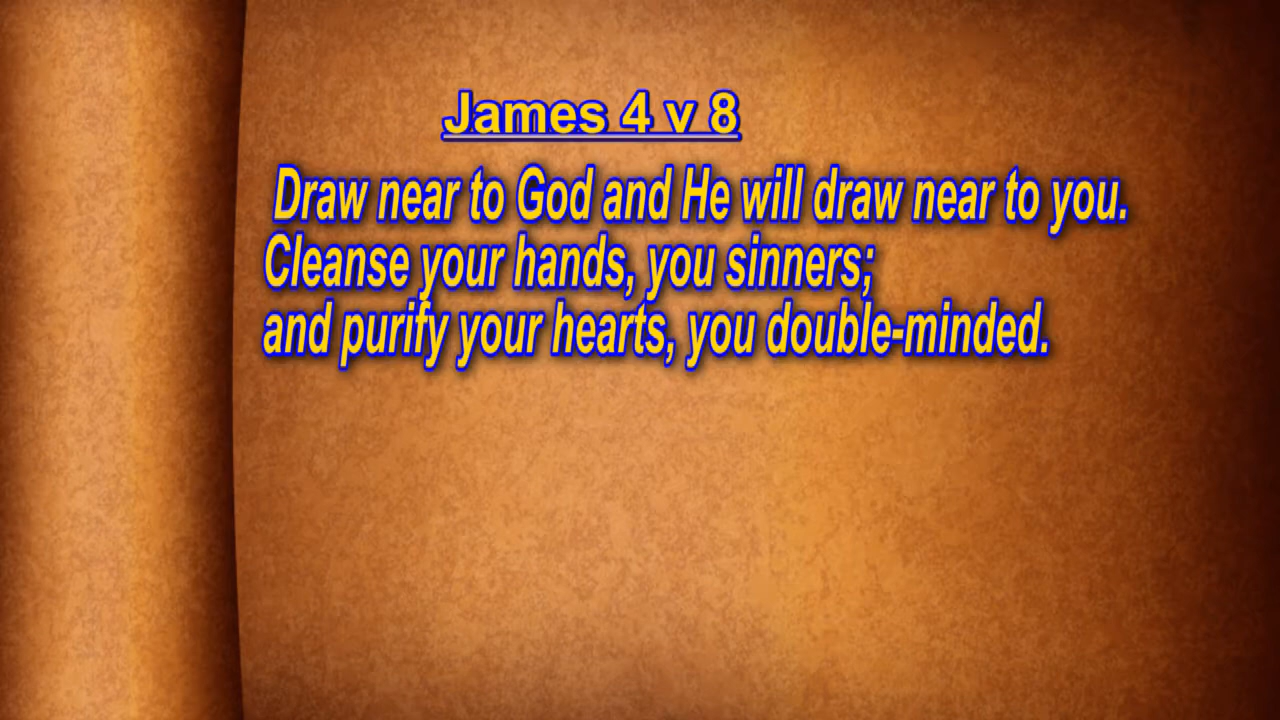 James 4 v 8
Draw near to God and He will draw near to you.
Cleanse your hands, you sinners;
and purify your hearts, you double-minded.